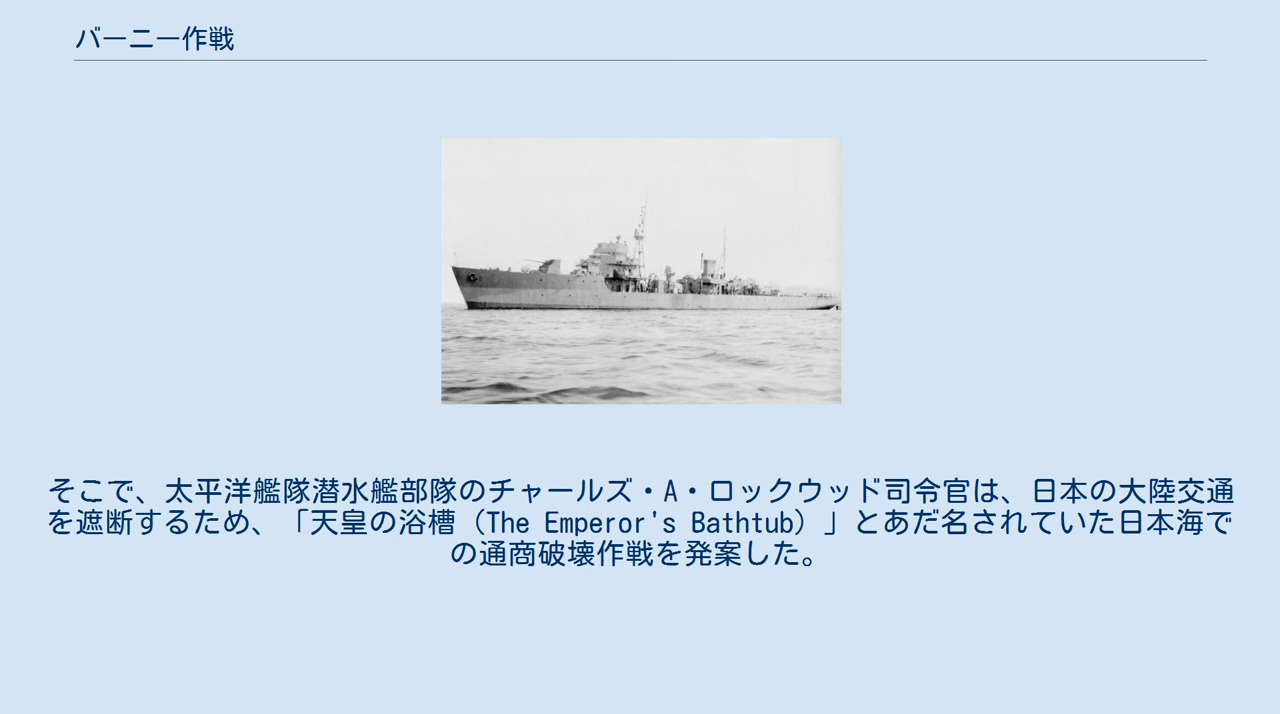 バーニー作戦
そこで、太平洋艦隊潜水艦部隊のチャールズ・A・ロックウッド司令官は、日本の大陸交通
を遮断するため、「天皇の浴槽（The Emperor's Bathtub）」とあだ名されていた日本海で
の通商破壊作戦を発案した。